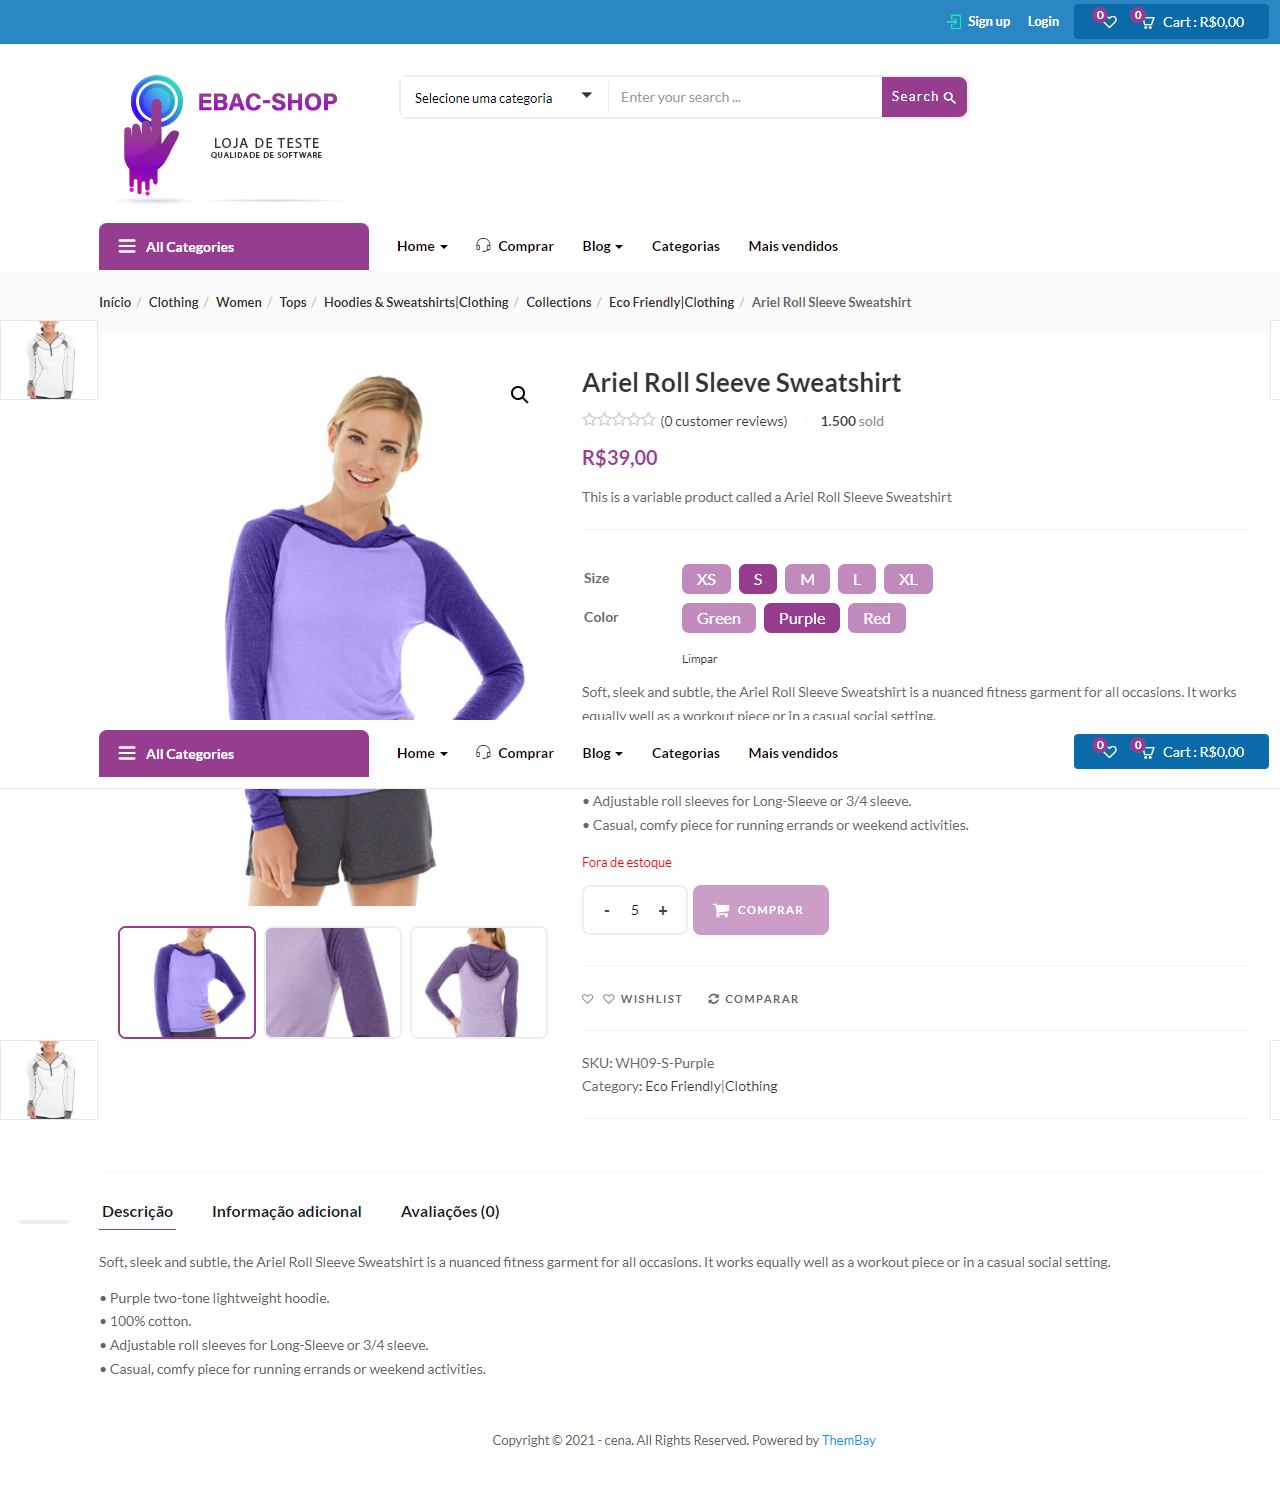 Sign up Login 0 0 Cart : R$0,00
EBAC-SHOP
LOJA DE TESTE
QUALIDADE DE SOFTWARE
Selecione uma categoria Enter your search ... Search
All Categories Home Comprar Blog Categorias Mais vendidos
Início / Clothing / Women / Tops / Hoodies & Sweatshirts|Clothing / Collections / Eco Friendly|Clothing / Ariel Roll Sleeve Sweatshirt
Ariel Roll Sleeve Sweatshirt
(0 customer reviews) 1.500 sold
R$39,00
This is a variable product called a Ariel Roll Sleeve Sweatshirt
Size XS S M L XL
Color Green Purple Red
Limpar
Soft, sleek and subtle, the Ariel Roll Sleeve Sweatshirt is a nuanced fitness garment for all occasions. It works
equally well as a workout piece or in a casual social setting.
All Categories Home Comprar Blog Categorias Mais vendidos 0 0 Cart : R$0,00
• Adjustable roll sleeves for Long-Sleeve or 3/4 sleeve.
• Casual, comfy piece for running errands or weekend activities.
Fora de estoque
- 5 + COMPRAR
WISHLIST COMPARAR
SKU: WH09-S-Purple
Category: Eco Friendly|Clothing
Descrição Informação adicional Avaliações (0)
Soft, sleek and subtle, the Ariel Roll Sleeve Sweatshirt is a nuanced fitness garment for all occasions. It works equally well as a workout piece or in a casual social setting.
• Purple two-tone lightweight hoodie.
• 100% cotton.
• Adjustable roll sleeves for Long-Sleeve or 3/4 sleeve.
• Casual, comfy piece for running errands or weekend activities.
Copyright © 2021 - cena. All Rights Reserved. Powered by ThemBay